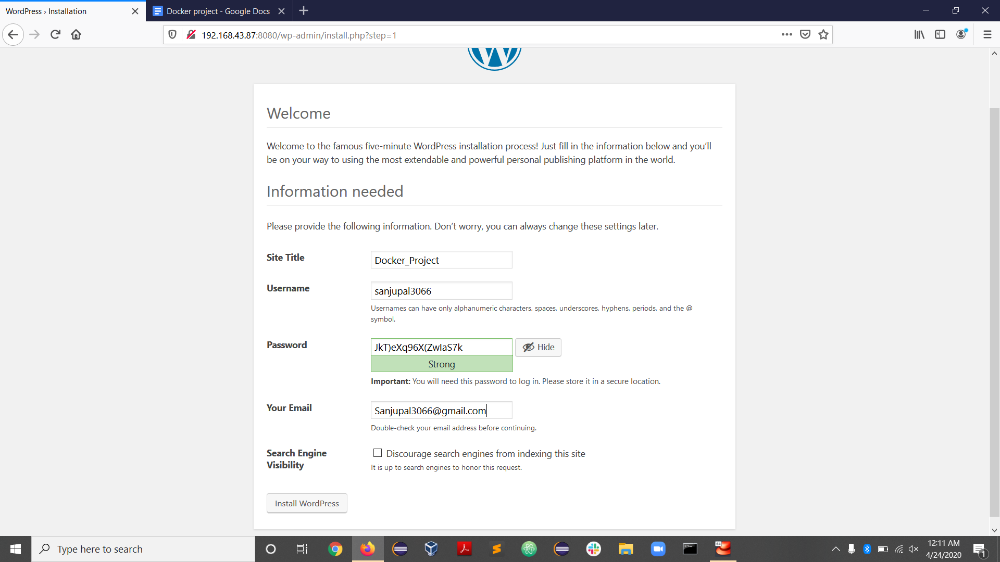 WordPress › Installation
Docker project - Google Docs
192.168.43.87:8080/wp-admin/install.php?step=1
Welcome
Welcome to the famous five-minute WordPress installation process! Just fill in the information below and you’ll
be on your way to using the most extendable and powerful personal publishing platform in the world.
Information needed
Please provide the following information. Don’t worry, you can always change these settings later.
Site Title
Docker_Project
Username
sanjupal3066
Usernames can have only alphanumeric characters, spaces, underscores, hyphens, periods, and the @
symbol.
Password
JkT)eXq96X(ZwIaS7k
Hide
Strong
Important: You will need this password to log in. Please store it in a secure location.
Your Email
Sanjupal3066@gmail.com
Double-check your email address before continuing.
Search Engine
Visibility
Discourage search engines from indexing this site
It is up to search engines to honor this request.
Install WordPress
Type here to search
64
12:11 AM
4/24/2020
1